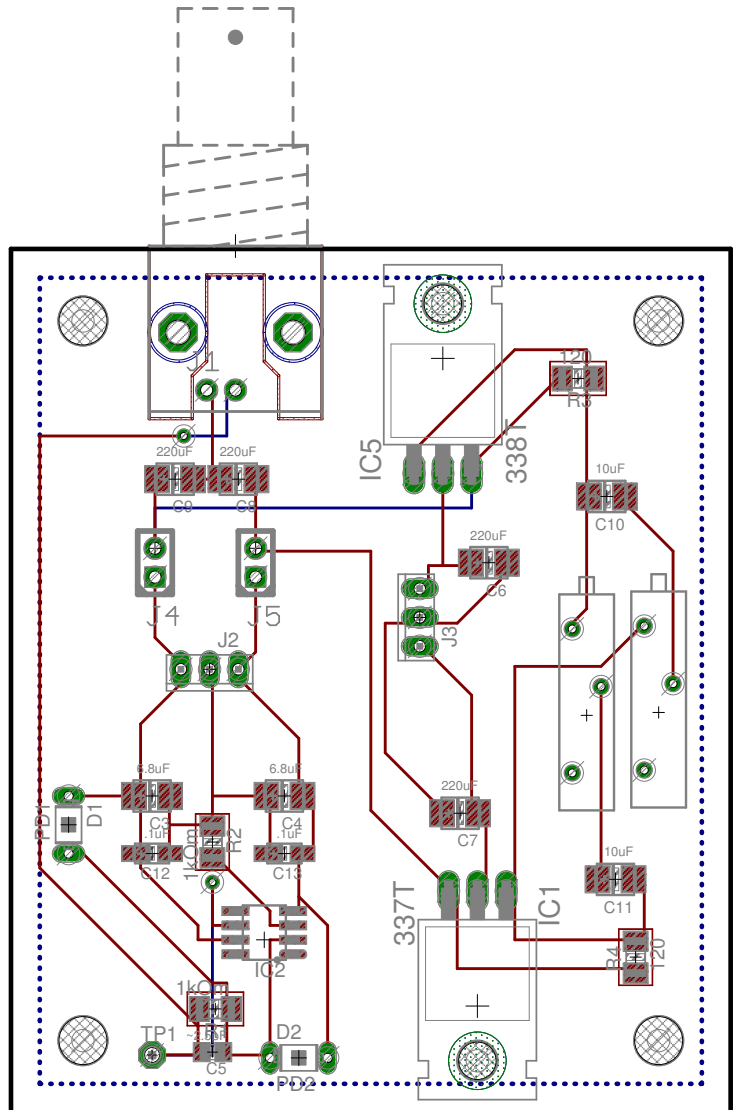 J1
220uF
220uF
C9
C8
IC5
338T
120
R3
10uF
C10
220uF
C6
J4
J5
J3
J2
6.8uF
6.8uF
C3
C4
PD1
D1
.1uF
.1uF
C12
C13
1kOm
R2
220uF
C7
337T
IC1
10uF
C11
R4
120
IC2
1kOm
TP1
C5
D2
PD2